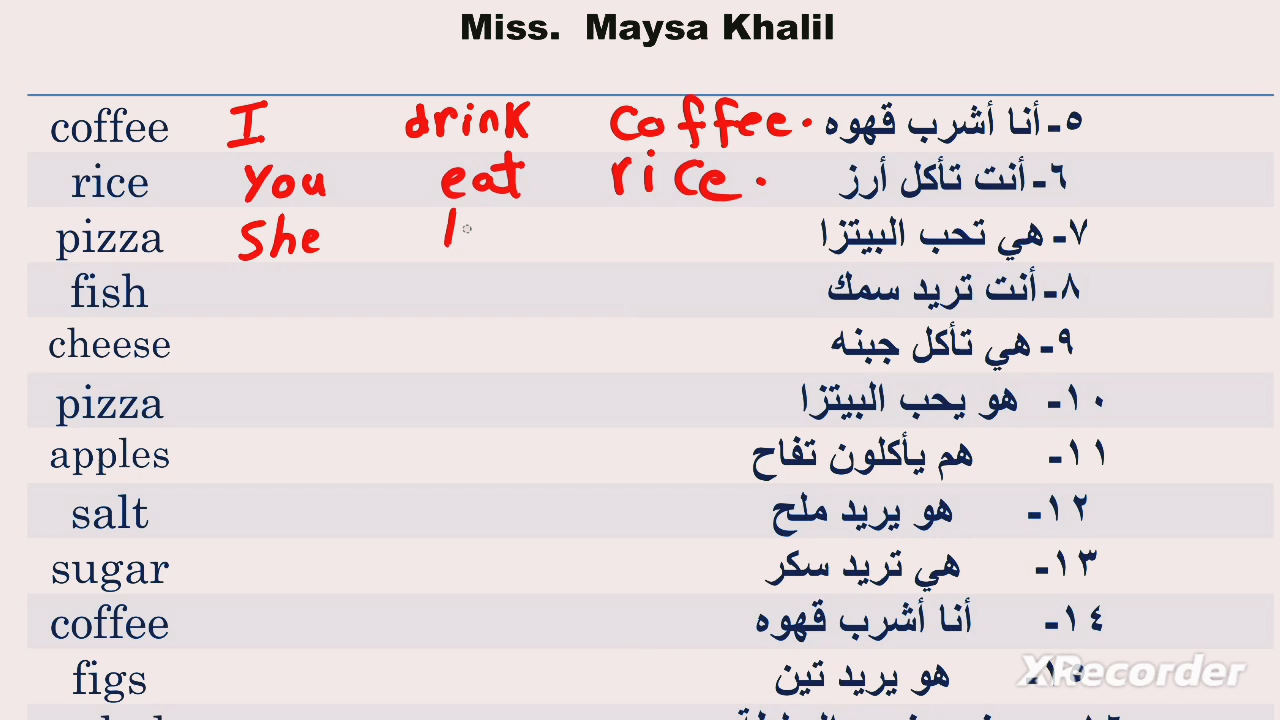 Miss. Maysa Khalil
coffee I drink coffee. ٥- أنا أشرب قهوه
rice you eat rice. ٦- أنت تأكل أرز
pizza She l ٧- هي تحب البيتزا
fish ٨- أنت تريد سمك
cheese ٩- هي تأكل جبنه
pizza ١٠- هو يحب البيتزا
apples ١١- هم يأكلون تفاح
salt ١٢- هو يريد ملح
sugar ١٣- هي تريد سكر
coffee ١٤- أنا أشرب قهوه
figs هو يريد تين
XRecorder